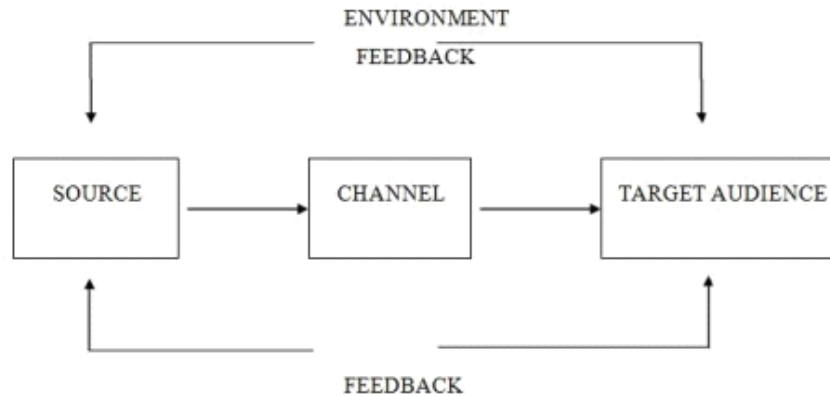 ENVIRONMENT
FEEDBACK
SOURCE
CHANNEL
TARGET AUDIENCE
FEEDBACK